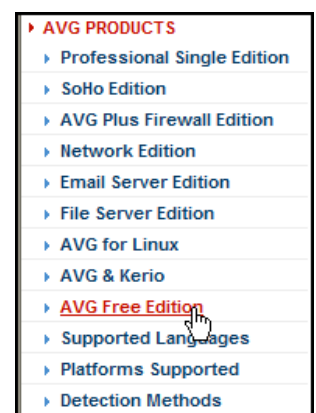 AVG PRODUCTS
Professional Single Edition
SoHo Edition
AVG Plus Firewall Edition
Network Edition
Email Server Edition
File Server Edition
AVG for Linux
AVG & Kerio
AVG Free Edition
Supported Languages
Platforms Supported
Detection Methods